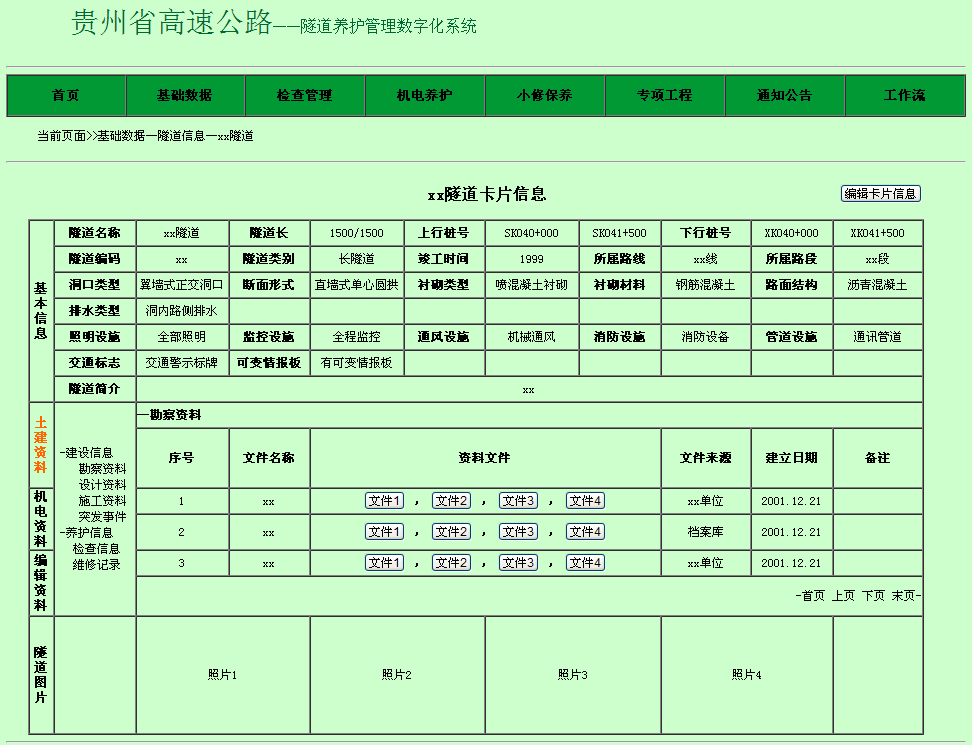 贵州省高速公路——隧道养护管理数字化系统
首页 基础数据 检查管理 机电养护 小修保养 专项工程 通知公告 工作流
当前页面>>基础数据—隧道信息—xx隧道
xx隧道卡片信息 编辑卡片信息
基本信息
隧道名称 xx隧道 隧道长 1500/1500 上行桩号 SK040+000 SK041+500 下行桩号 XK040+000 XK041+500
隧道编码 xx 隧道类别 长隧道 竣工时间 1999 所属路线 xx线 所属路段 xx段
洞口类型 翼墙式正交洞口 断面形式 直墙式单心圆拱 衬砌类型 喷混凝土衬砌 衬砌材料 钢筋混凝土 路面结构 沥青混凝土
排水类型 洞内路侧排水
照明设施 全部照明 监控设施 全程监控 通风设施 机械通风 消防设施 消防设备 管道设施 通讯管道
交通标志 交通警示标牌 可变情报板 有可变情报板
隧道简介 xx
土建资料
机电资料
编辑资料
-建设信息
勘察资料
设计资料
施工资料
突发事件
-养护信息
检查信息
维修记录
—勘察资料
序号 文件名称 资料文件 文件来源 建立日期 备注
1 xx 文件1 , 文件2 , 文件3 , 文件4 xx单位 2001.12.21
2 xx 文件1 , 文件2 , 文件3 , 文件4 档案库 2001.12.21
3 xx 文件1 , 文件2 , 文件3 , 文件4 xx单位 2001.12.21
-首页 上页 下页 末页-
隧道图片
照片1 照片2 照片3 照片4